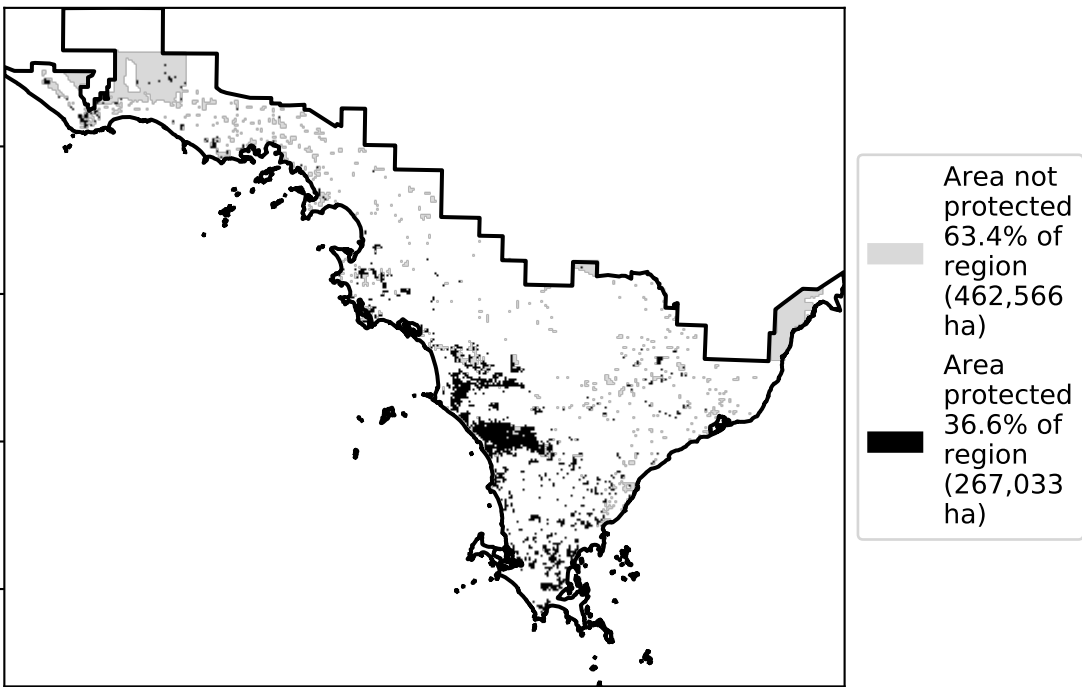 Area not
protected
63.4% of
region
(462,566
ha)
Area
protected
36.6% of
region
(267,033
ha)